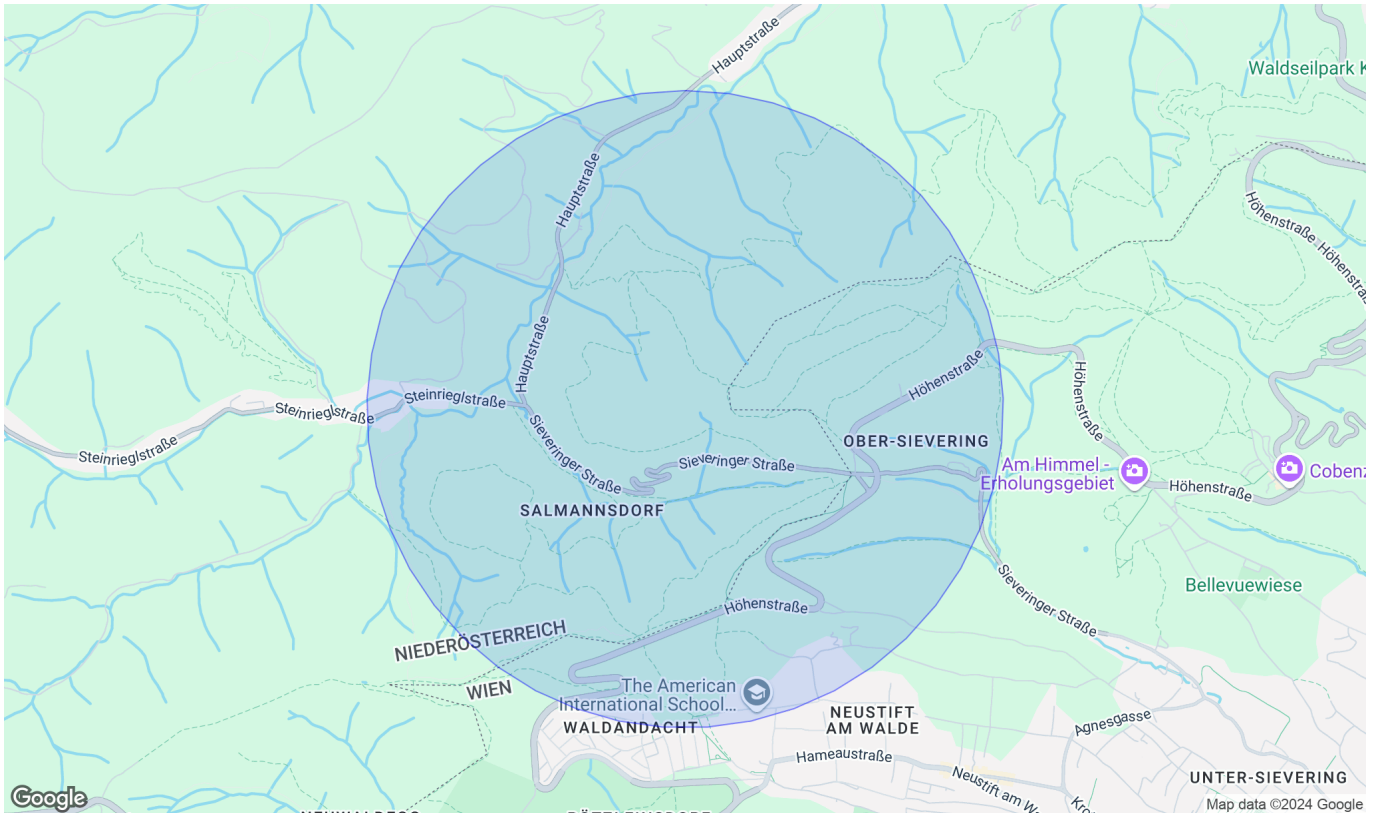 Hauptstraße
Waldseilpark K
Hauptstraße
Höhenstraße
Höhenstraße
Hauptstraße
Höhenstraße
Höhenstraße
Steinrieglstraße
Steinrieglstraße
Steinrieglstraße
Sieveringer Straße
Sieveringer Straße
OBER-SIEVERING
Am Himmel -
Erholungsgebiet
Cobenz
Höhenstraße
SALMANNSDORF
Bellevuewiese
Sieveringer Straße
Höhenstraße
NIEDERÖSTERREICH
WIEN
The American
International School...
WALDANDACHT
NEUSTIFT
AM WALDE
Agnesgasse
Hameaustraße
Neustift am W
UNTER-SIEVERING
Google
Map data ©2024 Google